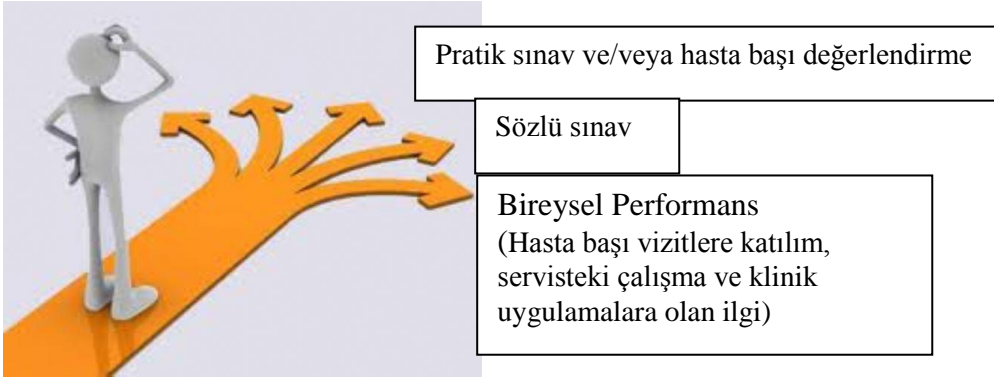 Pratik sınav ve/veya hasta başı değerlendirme
Sözlü sınav
Bireysel Performans
(Hasta başı vizitlere katılım,
servisteki çalışma ve klinik
uygulamalara olan ilgi)